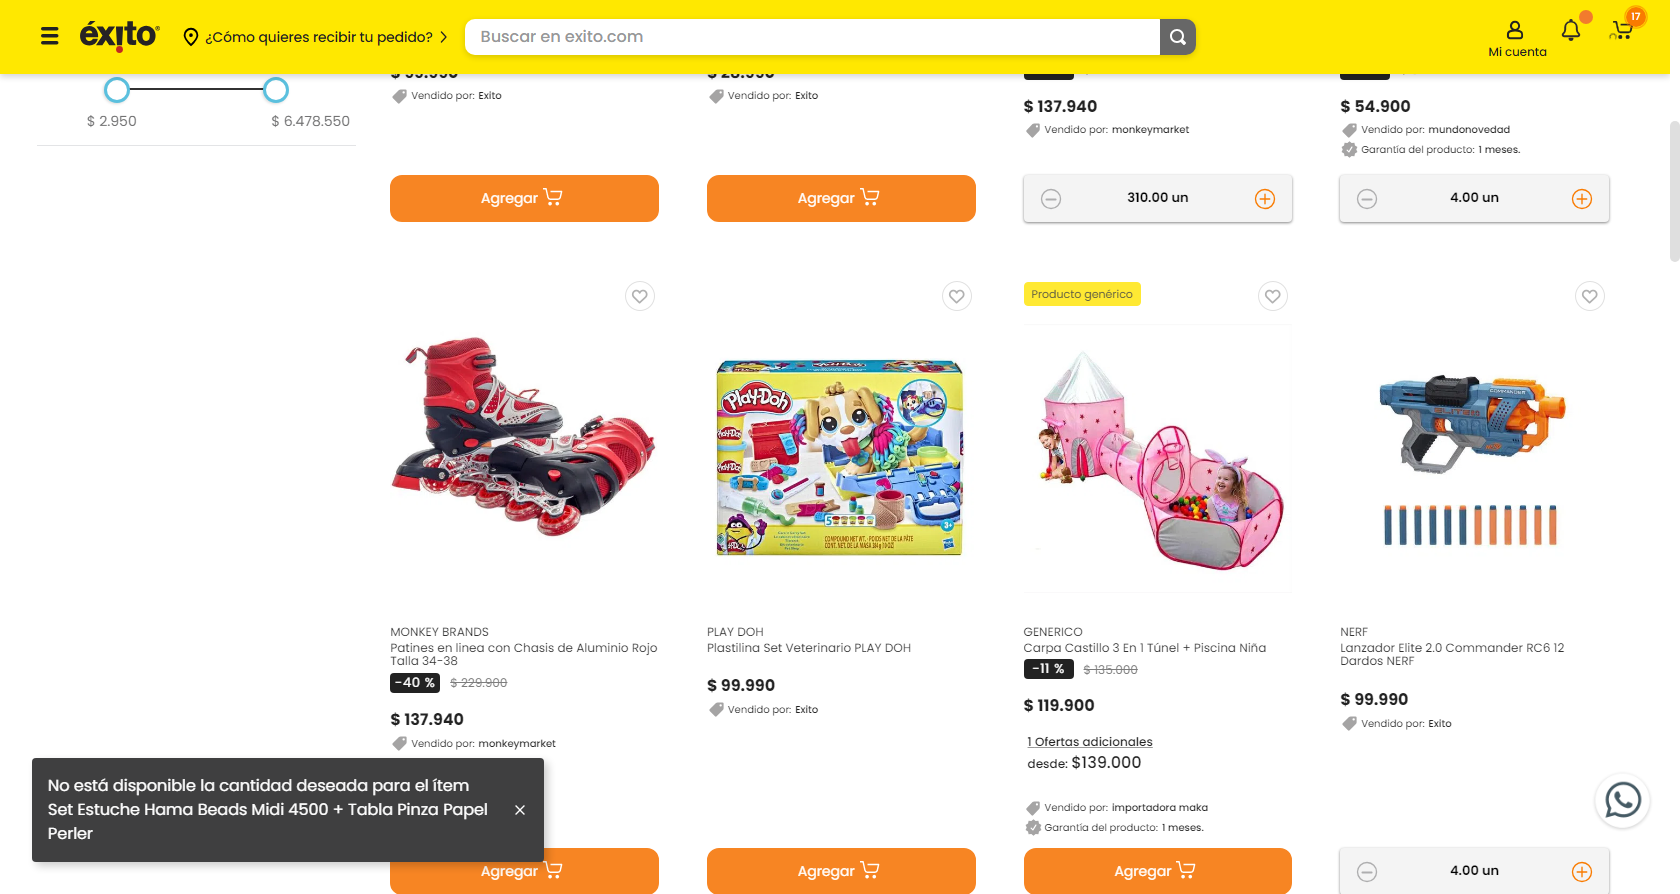 éxito
¿Cómo quieres recibir tu pedido?
Buscar en exito.com
Mi cuenta
17
$ 2.950
$ 6.478.550
Vendido por: Exito
Agregar
Vendido por: Exito
Agregar
$ 137.940
Vendido por: monkeymarket
310.00 un
$ 54.900
Vendido por: mundonovedad
Garantía del producto: 1 meses.
4.00 un
MONKEY BRANDS
Patines en linea con Chasis de Aluminio Rojo
Talla 34-38
-40 % $ 229.900
$ 137.940
Vendido por: monkeymarket
Agregar
Play-Doh
PLAY DOH
Plastilina Set Veterinario PLAY DOH
$ 99.990
Vendido por: Exito
Agregar
Producto genérico
GENERICO
Carpa Castillo 3 En 1 Túnel + Piscina Niña
-11 % $ 135.000
$ 119.900
1 Ofertas adicionales
desde: $139.000
Vendido por: importadora maka
Garantía del producto: 1 meses.
Agregar
NERF
Lanzador Elite 2.0 Commander RC6 12
Dardos NERF
$ 99.990
Vendido por: Exito
4.00 un
No está disponible la cantidad deseada para el ítem
Set Estuche Hama Beads Midi 4500 + Tabla Pinza Papel
Perler